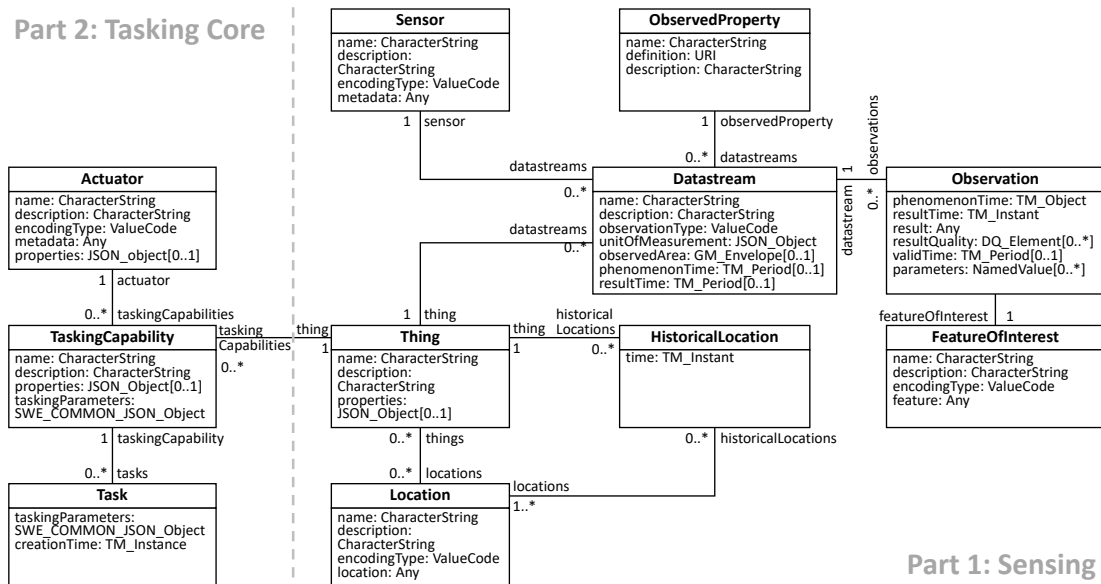 Part 2: Tasking Core
Sensor
name: CharacterString
description:
CharacterString
encodingType: ValueCode
metadata: Any
ObservedProperty
name: CharacterString
definition: URI
description: CharacterString
1 sensor
1 observedProperty
datastreams
0..*
0..* datastreams
1
observations
datastream
0..*
Actuator
name: CharacterString
description: CharacterString
encodingType: ValueCode
metadata: Any
properties: JSON_object[0..1]
Datastream
name: CharacterString
description: CharacterString
observationType: ValueCode
unitOfMeasurement: JSON_Object
observedArea: GM_Envelope[0..1]
phenomenonTime: TM_Period[0..1]
resultTime: TM_Period[0..1]
Observation
phenomenonTime: TM_Object
resultTime: TM_Instant
result: Any
resultQuality: DQ_Element[0..*]
validTime: TM_Period[0..1]
parameters: NamedValue[0..*]
datastreams
0..*
1 actuator
0..* taskingCapabilities
1 thing
featureOfInterest 1
TaskingCapability
name: CharacterString
description: CharacterString
properties: JSON_Object[0..1]
taskingParameters:
SWE_COMMON_JSON_Object
tasking
Capabilities
0..*
thing
1
Thing
name: CharacterString
description:
CharacterString
properties:
JSON_Object[0..1]
thing
1
historical
Locations
0..*
HistoricalLocation
time: TM_Instant
FeatureOfInterest
name: CharacterString
description: CharacterString
encodingType: ValueCode
feature: Any
1 taskingCapability
0..* tasks
0..* things
0..* locations
0..* historicalLocations
locations
1..*
Task
taskingParameters:
SWE_COMMON_JSON_Object
creationTime: TM_Instance
Location
name: CharacterString
description:
CharacterString
encodingType: ValueCode
location: Any
Part 1: Sensing